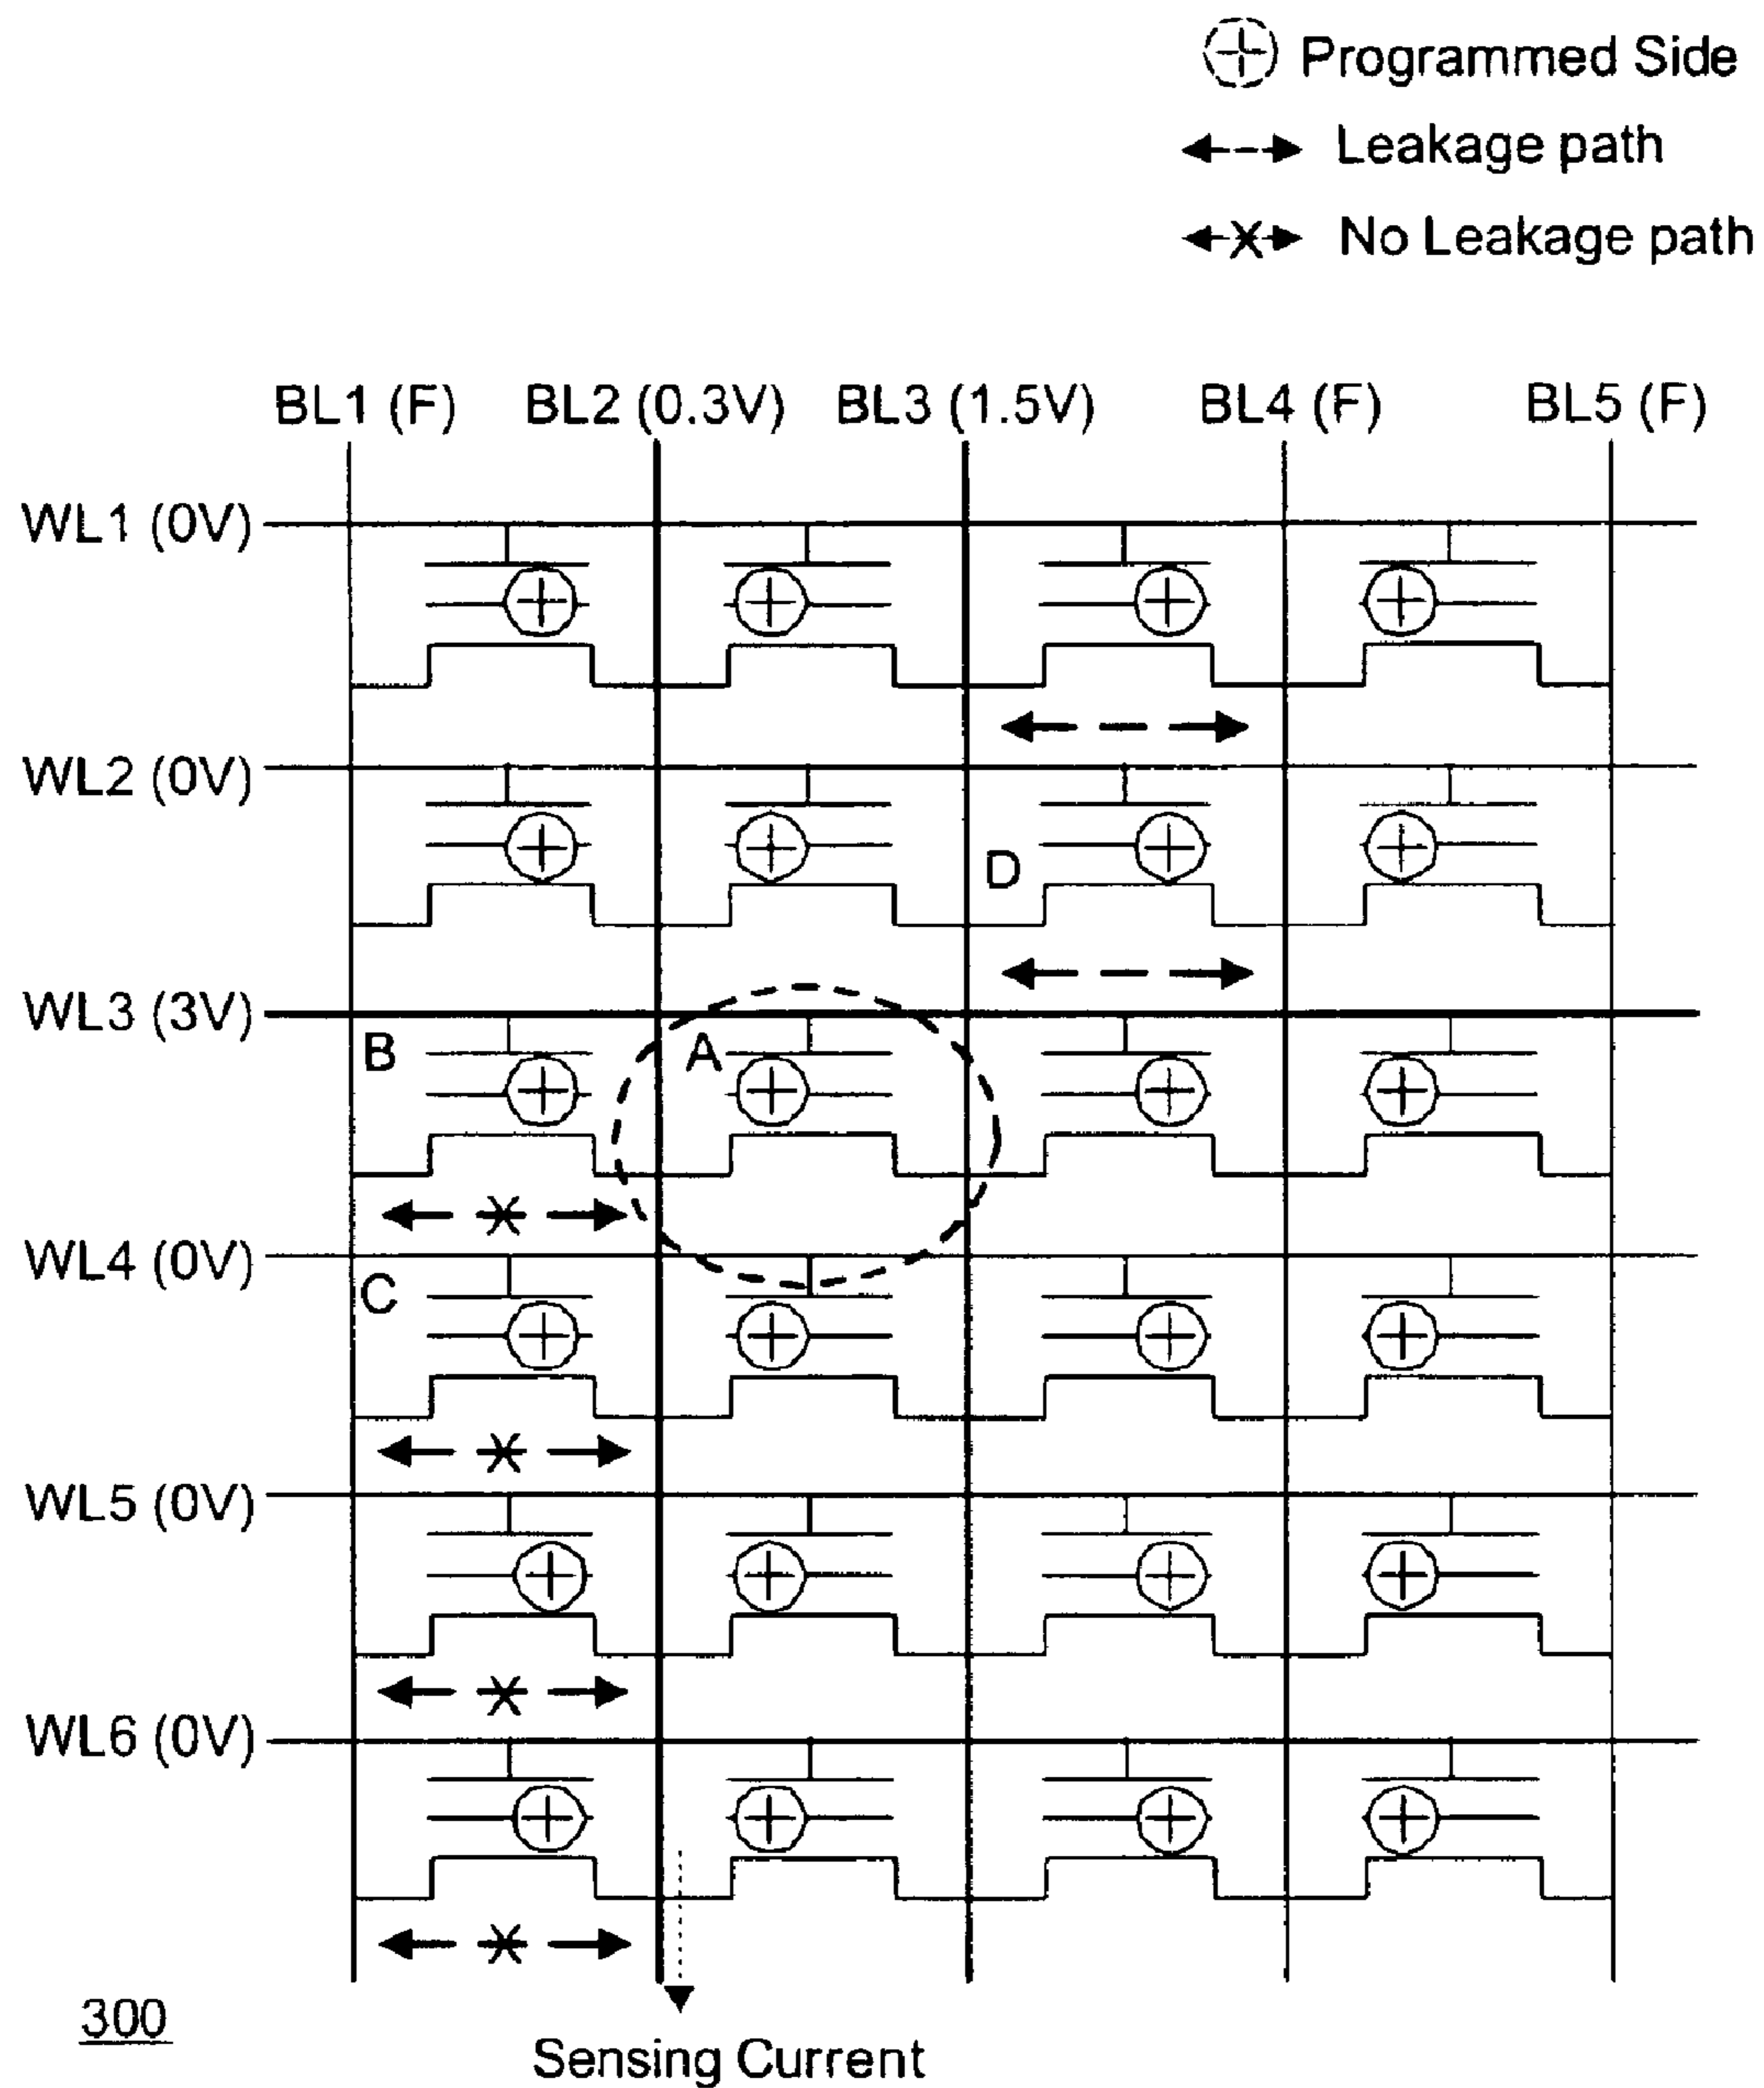 Programmed Side
Leakage path
No Leakage path
BL1 (F) BL2 (0.3V) BL3 (1.5V) BL4 (F) BL5 (F)
WL1 (0V)
WL2 (0V)
D
WL3 (3V)
B A
WL4 (0V)
C
WL5 (0V)
WL6 (0V)
300
Sensing Current